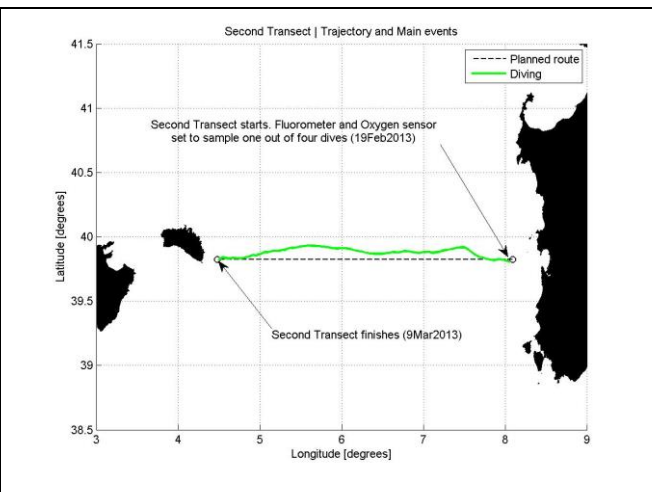 Second Transect | Trajectory and Main events
41.5
Planned route
Diving
41
Second Transect starts. Fluorometer and Oxygen sensor
set to sample one out of four dives (19Feb2013)
40.5
Latitude [degrees]
40
39.5
Second Transect finishes (9Mar2013)
39
38.5
3 4 5 6 7 8 9
Longitude [degrees]